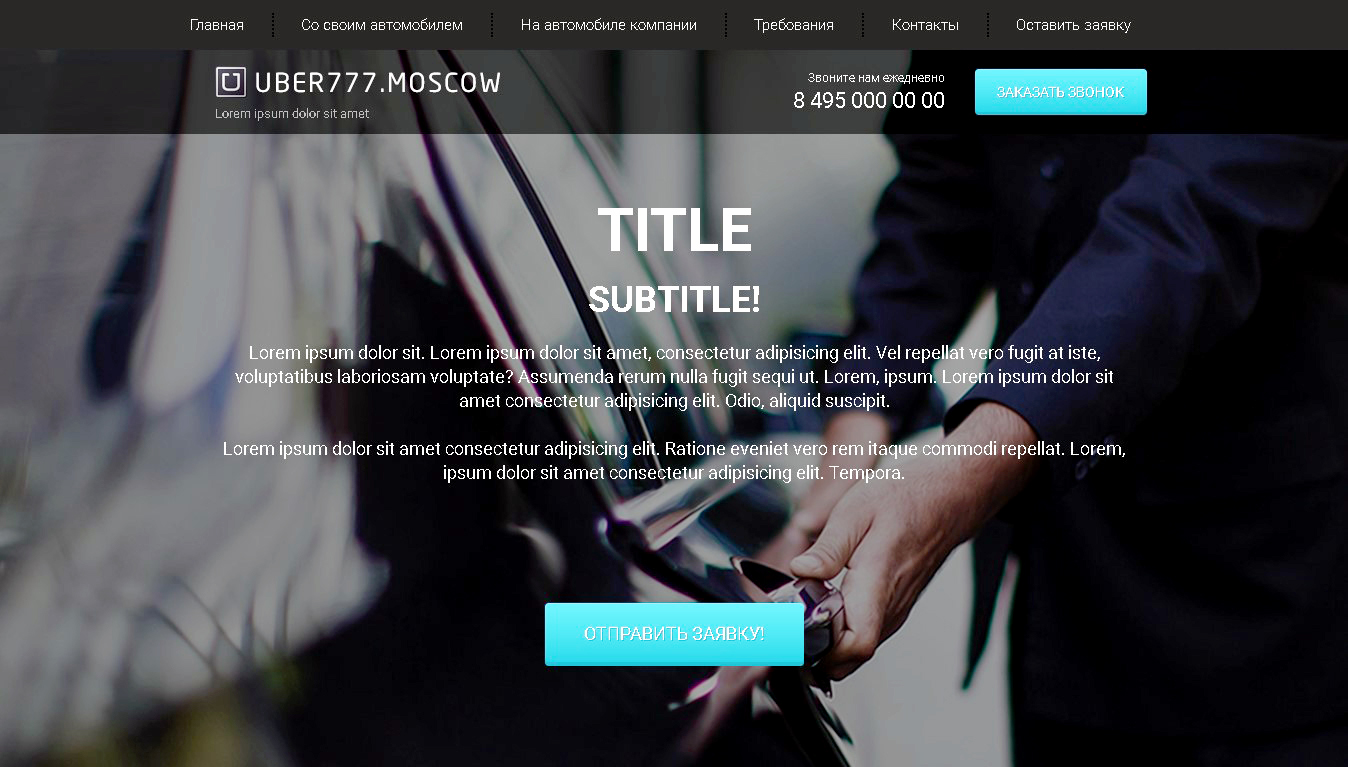 Главная
Со своим автомобилем
На автомобиле компании
Требования
Контакты
Оставить заявку
UBER777.MOSCOW
Lorem ipsum dolor sit amet
Звоните нам ежедневно
8 495 000 00 00
ЗАКАЗАТЬ ЗВОНОК
TITLE
SUBTITLE!
Lorem ipsum dolor sit. Lorem ipsum dolor sit amet, consectetur adipisicing elit. Vel repellat vero fugit at iste,
voluptatibus laboriosam voluptate? Assumenda rerum nulla fugit sequi ut. Lorem, ipsum. Lorem ipsum dolor sit
amet consectetur adipisicing elit. Odio, aliquid suscipit.
Lorem ipsum dolor sit amet consectetur adipisicing elit. Ratione eveniet vero rem itaque commodi repellat. Lorem,
ipsum dolor sit amet consectetur adipisicing elit. Tempora.
ОТПРАВИТЬ ЗАЯВКУ!